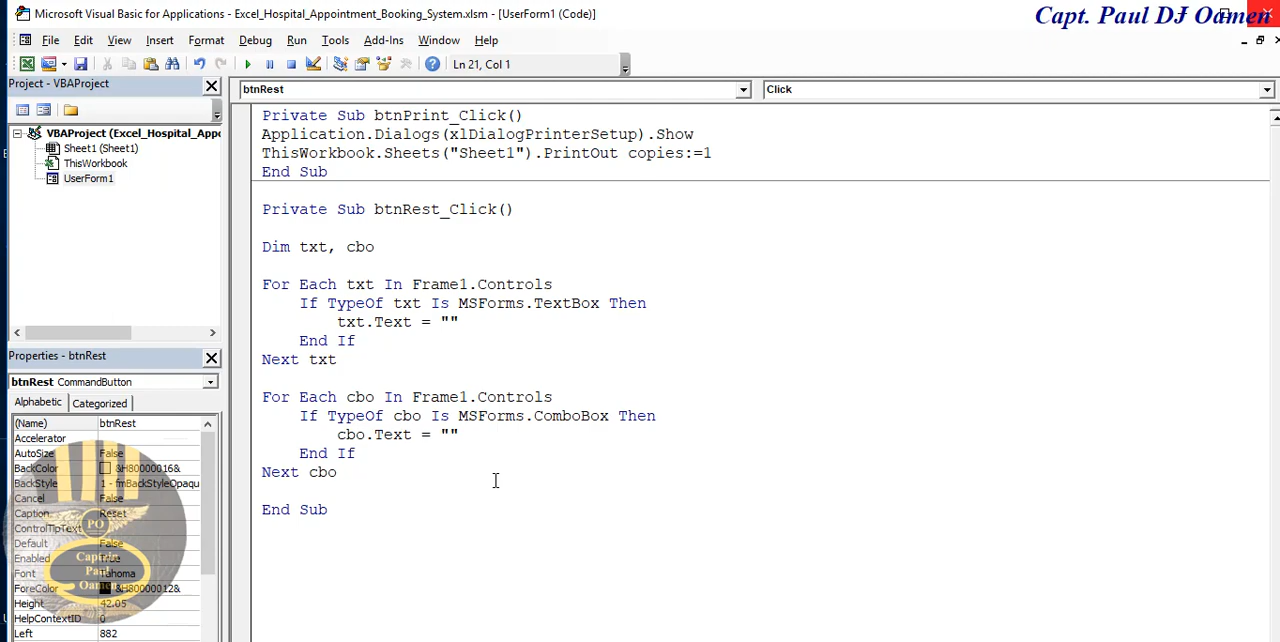 Microsoft Visual Basic for Applications - Excel_Hospital_Appointment_Booking_System.xlsm - [UserForm1 (Code)]
Capt. Paul DJ Oamen
File Edit View Insert Format Debug Run Tools Add-Ins Window Help
Ln 21, Col 1
Project - VBAProject
btnRest
Click
VBAProject (Excel_Hospital_Appo
Sheet1 (Sheet1)
ThisWorkbook
UserForm1
Private Sub btnPrint_Click()
Application.Dialogs(xlDialogPrinterSetup).Show
ThisWorkbook.Sheets("Sheet1").PrintOut copies:=1
End Sub
Private Sub btnRest_Click()
Dim txt, cbo
For Each txt In Frame1.Controls
If TypeOf txt Is MSForms.TextBox Then
txt.Text = ""
End If
Next txt
For Each cbo In Frame1.Controls
If TypeOf cbo Is MSForms.ComboBox Then
cbo.Text = ""
End If
Next cbo
End Sub
Properties - btnRest
btnRest CommandButton
Alphabetic Categorized
(Name) btnRest
Accelerator
AutoSize False
BackColor &H80000016&
BackStyle 1 - fmBackStyleOpaqu
Cancel False
Caption Reset
ControlTipText
Default False
Enabled True
Font Tahoma
ForeColor &H80000012&
Height 42.05
HelpContextID 0
Left 882
PO
Captain
Paul
Oamen